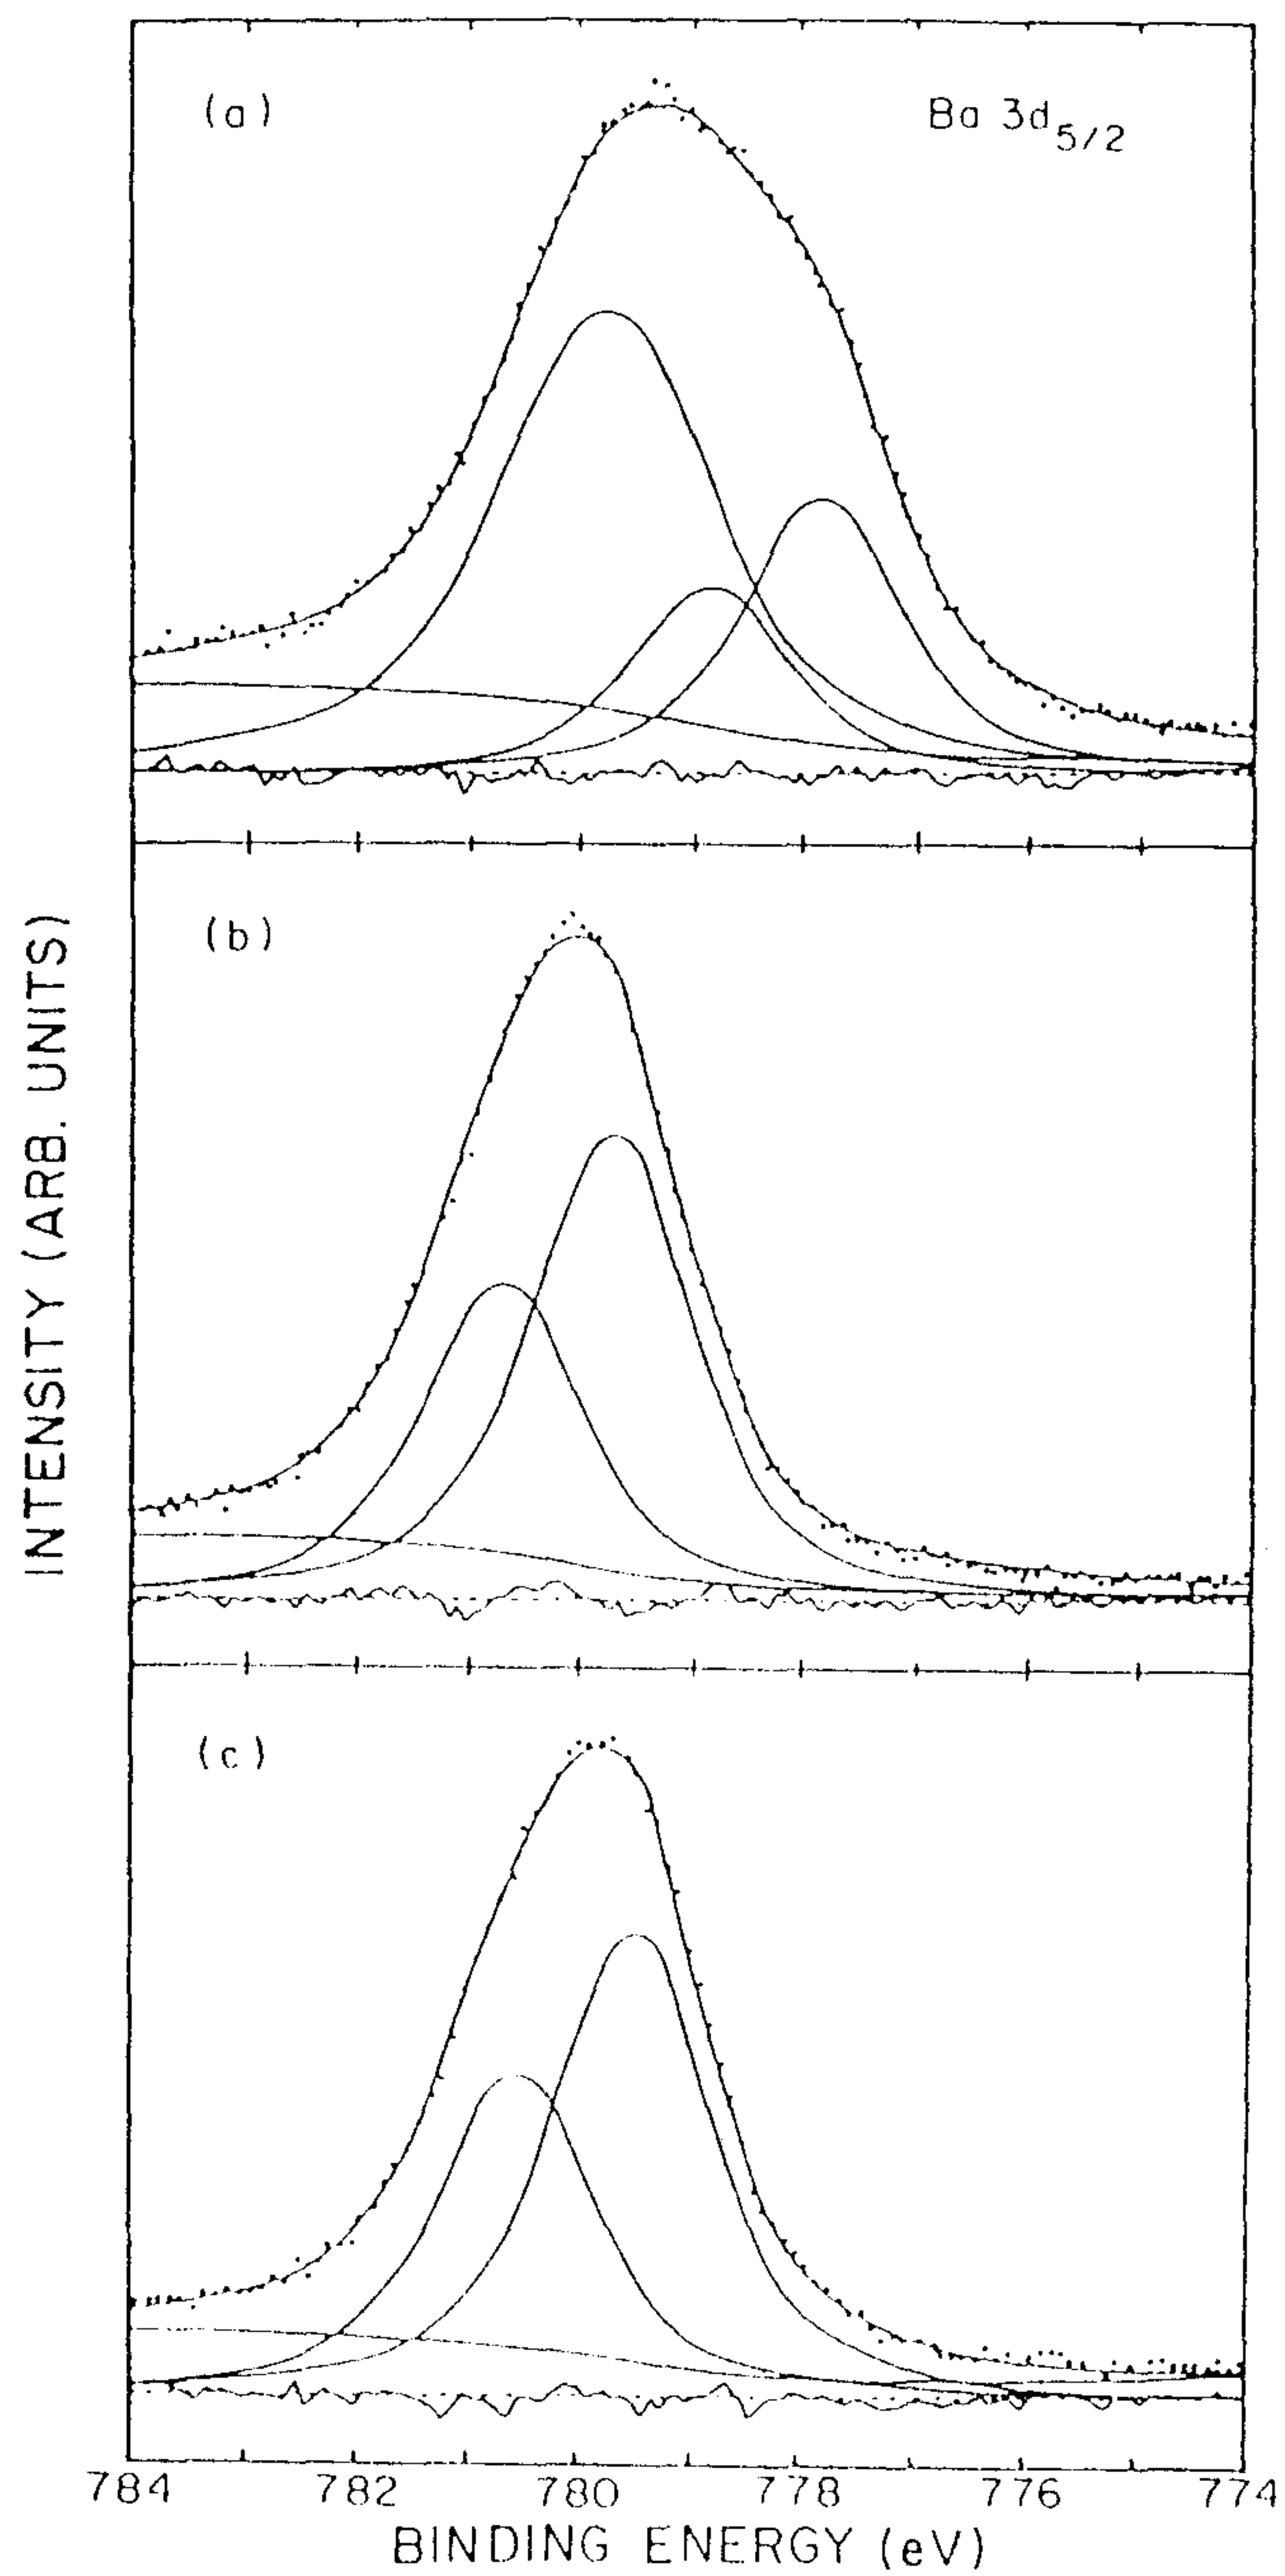 (a)
Ba 3d5/2
(b)
(c)
INTENSITY (ARB. UNITS)
784 782 780 778 776 774
BINDING ENERGY (eV)